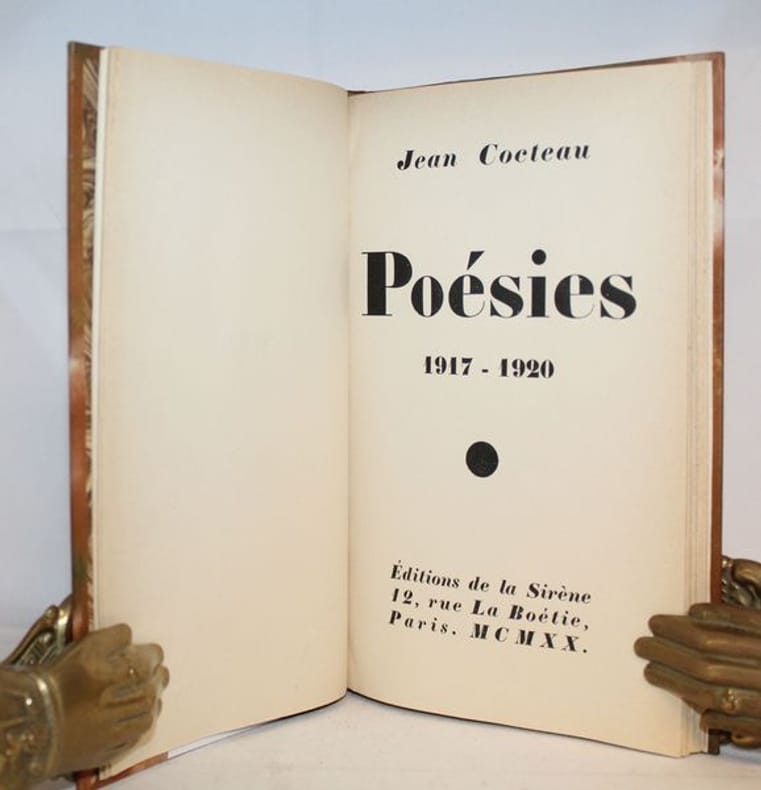 Jean Cocteau
Poésies
1917 - 1920
Éditions de la Sirène
12, rue La Boétie,
Paris. MCMXX.